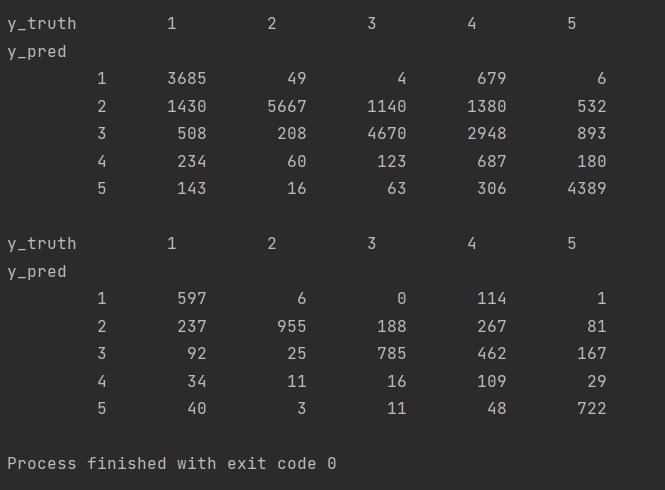 y_truth 1 2 3 4 5
y_pred
1 3685 49 4 679 6
2 1430 5667 1140 1380 532
3 508 208 4670 2948 893
4 234 60 123 687 180
5 143 16 63 306 4389
y_truth 1 2 3 4 5
y_pred
1 597 6 0 114 1
2 237 955 188 267 81
3 92 25 785 462 167
4 34 11 16 109 29
5 40 3 11 48 722
Process finished with exit code 0